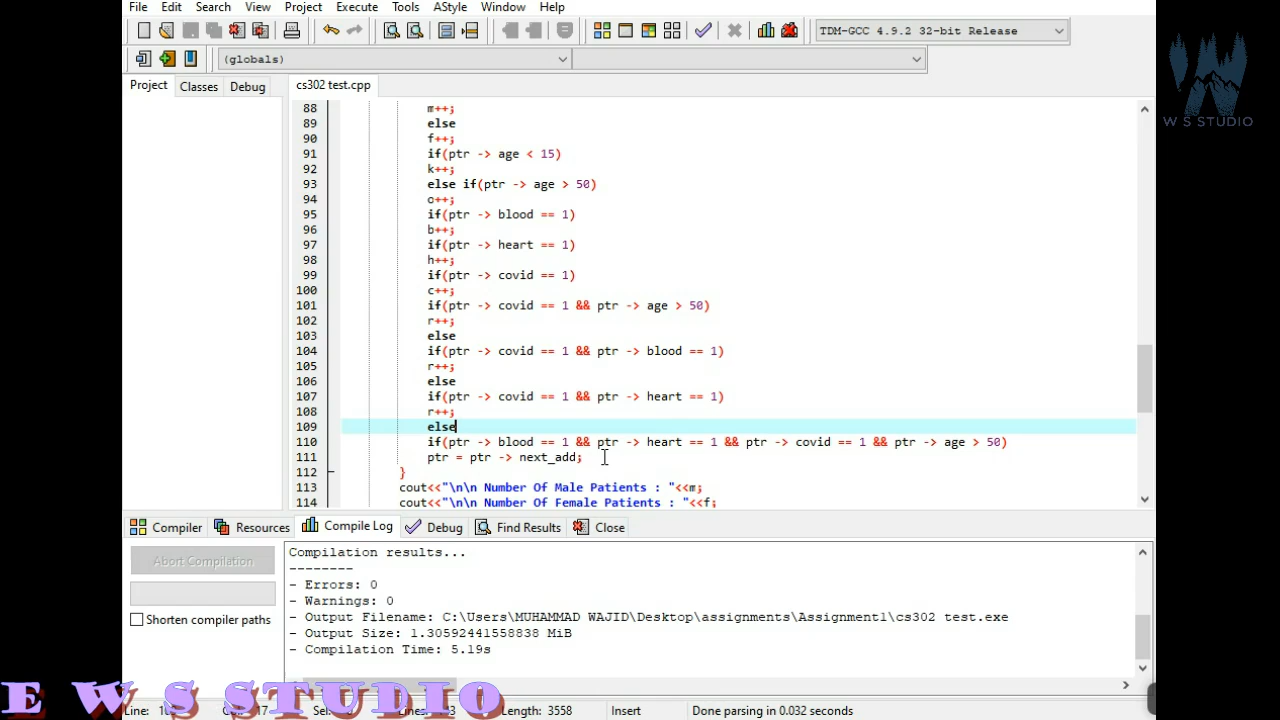 File Edit Search View Project Execute Tools AStyle Window Help
TDM-GCC 4.9.2 32-bit Release
(globals)
Project Classes Debug
cs302 test.cpp
W S STUDIO
88 m++;
89 else
90 f++;
91 if(ptr -> age < 15)
92 k++;
93 else if(ptr -> age > 50)
94 o++;
95 if(ptr -> blood == 1)
96 b++;
97 if(ptr -> heart == 1)
98 h++;
99 if(ptr -> covid == 1)
100 c++;
101 if(ptr -> covid == 1 && ptr -> age > 50)
102 r++;
103 else
104 if(ptr -> covid == 1 && ptr -> blood == 1)
105 r++;
106 else
107 if(ptr -> covid == 1 && ptr -> heart == 1)
108 r++;
109 else
110 if(ptr -> blood == 1 && ptr -> heart == 1 && ptr -> covid == 1 && ptr -> age > 50)
111 ptr = ptr -> next_add;
112 }
113 cout<<"\n\n Number Of Male Patients : "<<m;
114 cout<<"\n\n Number Of Female Patients : "<<f;
Compiler Resources Compile Log Debug Find Results Close
Abort Compilation
Shorten compiler paths
Compilation results...
--------
- Errors: 0
- Warnings: 0
- Output Filename: C:\Users\MUHAMMAD WAJID\Desktop\assignments\Assignment1\cs302 test.exe
- Output Size: 1.30592441558838 MiB
- Compilation Time: 5.19s
E W S STUDIO
Line: Length: 3558 Insert Done parsing in 0.032 seconds